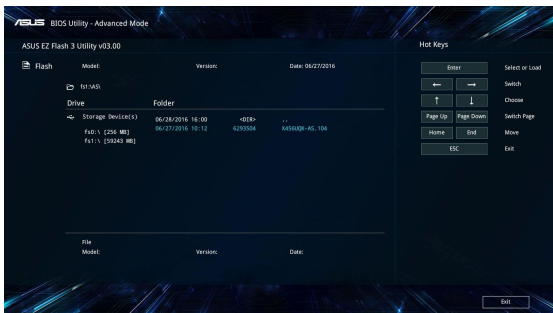 ASUS BIOS Utility - Advanced Mode
ASUS EZ Flash 3 Utility v03.00
Hot Keys
Flash Model: Version: Date: 06/27/2016
fs1:\AS\
Drive Folder
Storage Device(s)
fs0:\ [256 MB]
fs1:\ [59243 MB]
06/28/2016 16:00 <DIR> ..
06/27/2016 10:12 6293504 X456UQK-AS.104
File
Model: Version: Date:
Enter Select or Load
← → Switch
↑ ↓ Choose
Page Up Page Down Switch Page
Home End Move
ESC Exit
Exit